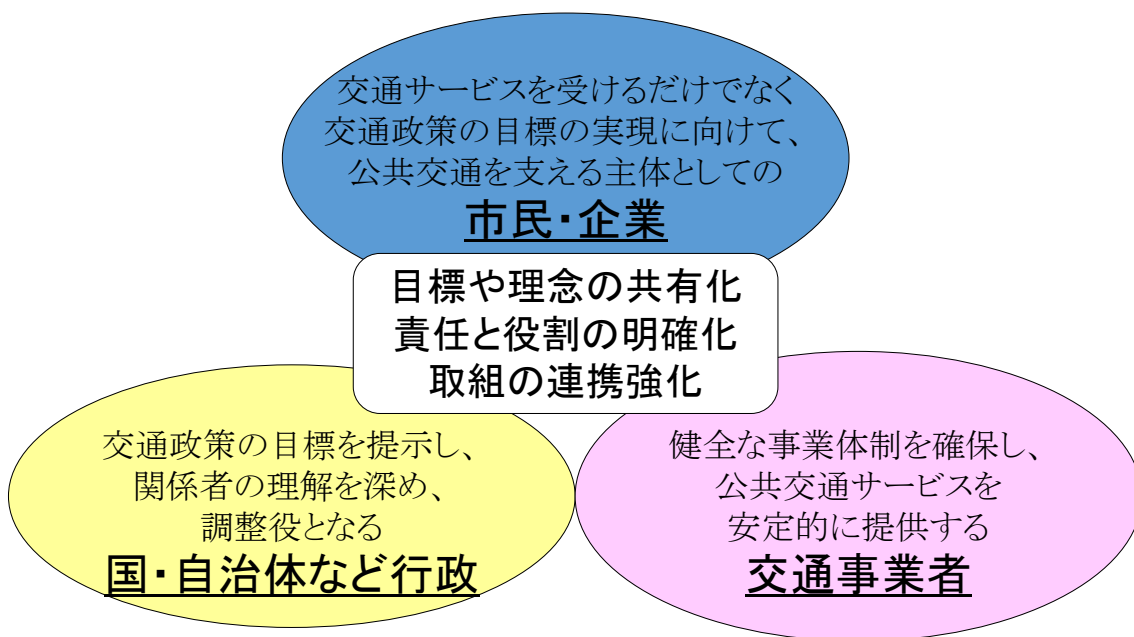 交通サービスを受けるだけでなく
交通政策の目標の実現に向けて、
公共交通を支える主体としての
市民・企業
目標や理念の共有化
責任と役割の明確化
取組の連携強化
交通政策の目標を提示し、
関係者の理解を深め、
調整役となる
国・自治体など行政
健全な事業体制を確保し、
公共交通サービスを
安定的に提供する
交通事業者